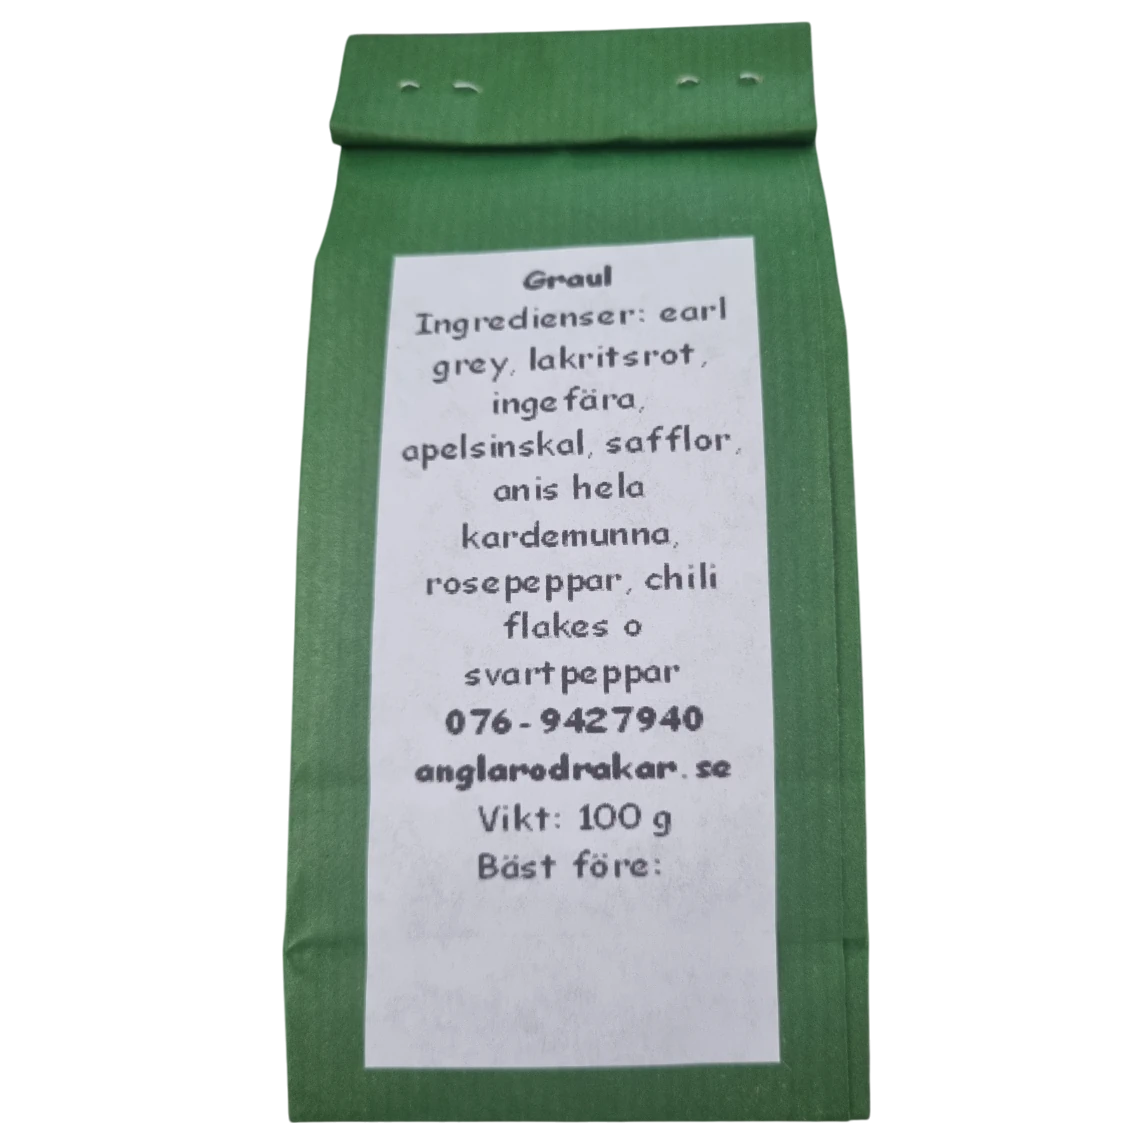 Graul
Ingredienser: earl
grey, lakritsrot,
ingefära,
apelsinskal, safflor,
anis hela
kardemunna,
rosepeppar, chili
flakes o
svartpeppar
076-9427940
anglarodrakar.se
Vikt: 100 g
Bäst före: